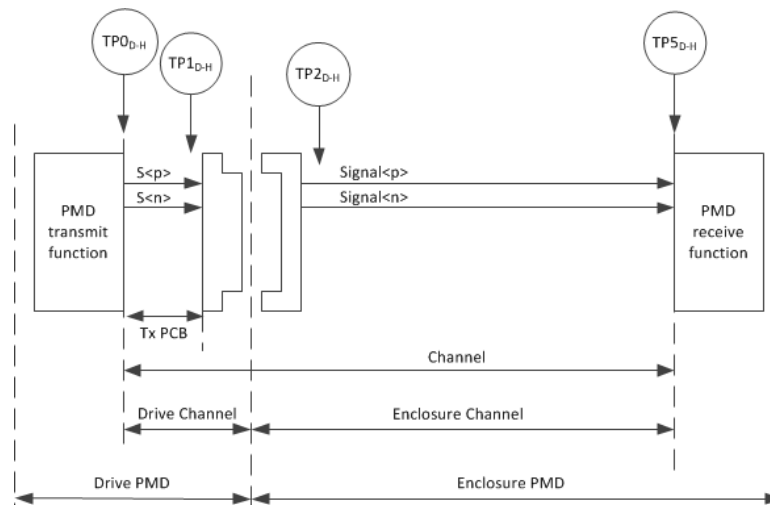 TP0D-H
TP1D-H
TP2D-H
TP5D-H
S<p>
S<n>
Signal<p>
Signal<n>
PMD
transmit
function
PMD
receive
function
Tx PCB
Channel
Drive Channel
Enclosure Channel
Drive PMD
Enclosure PMD